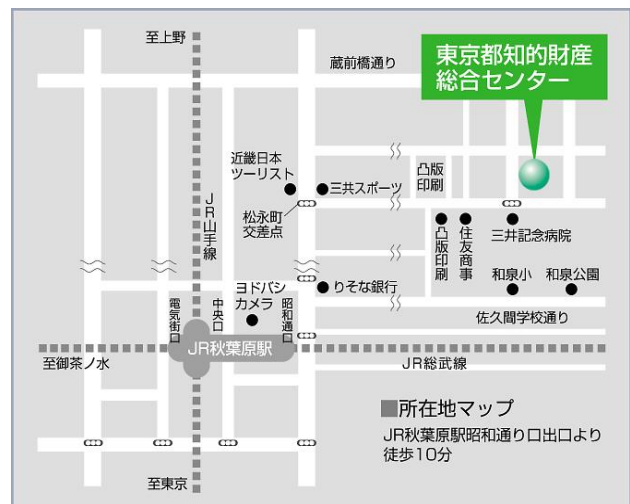 至上野
蔵前橋通り
東京都知的財産
総合センター
近畿日本
ツーリスト
三共スポーツ
凸版
印刷
JR山手線
松永町
交差点
凸版印刷
住友商事
三井記念病院
ヨドバシ
カメラ
りそな銀行
和泉小
和泉公園
電気街口
中央口
昭和通口
佐久間学校通り
JR秋葉原駅
至御茶ノ水
JR総武線
■所在地マップ
JR秋葉原駅昭和通り口出口より
徒歩10分
至東京